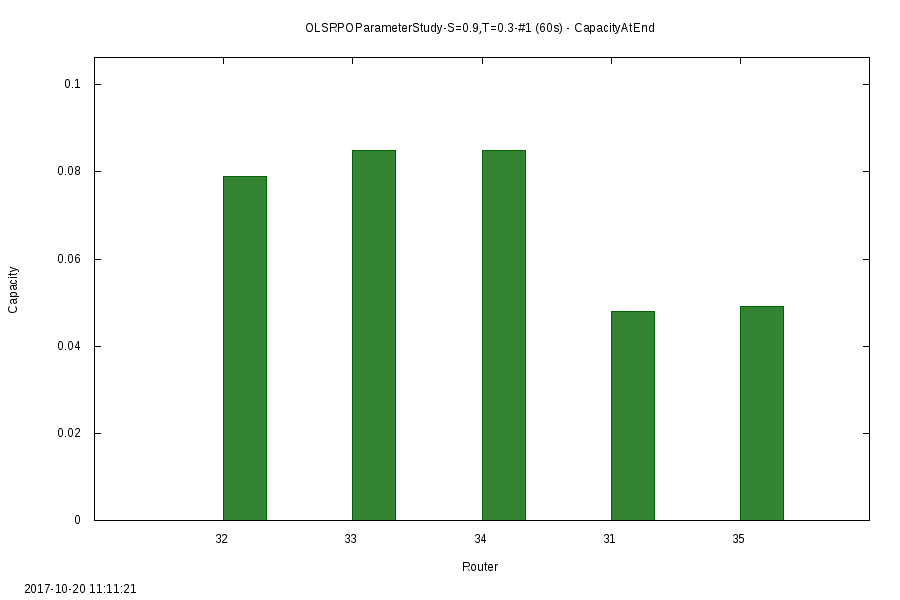 OLSRPOParameterStudy-S=0.9,T=0.3-#1 (60s) - CapacityAtEnd
0.1
0.08
0.06
0.04
0.02
0
Capacity
32 33 34 31 35
Router
2017-10-20 11:11:21